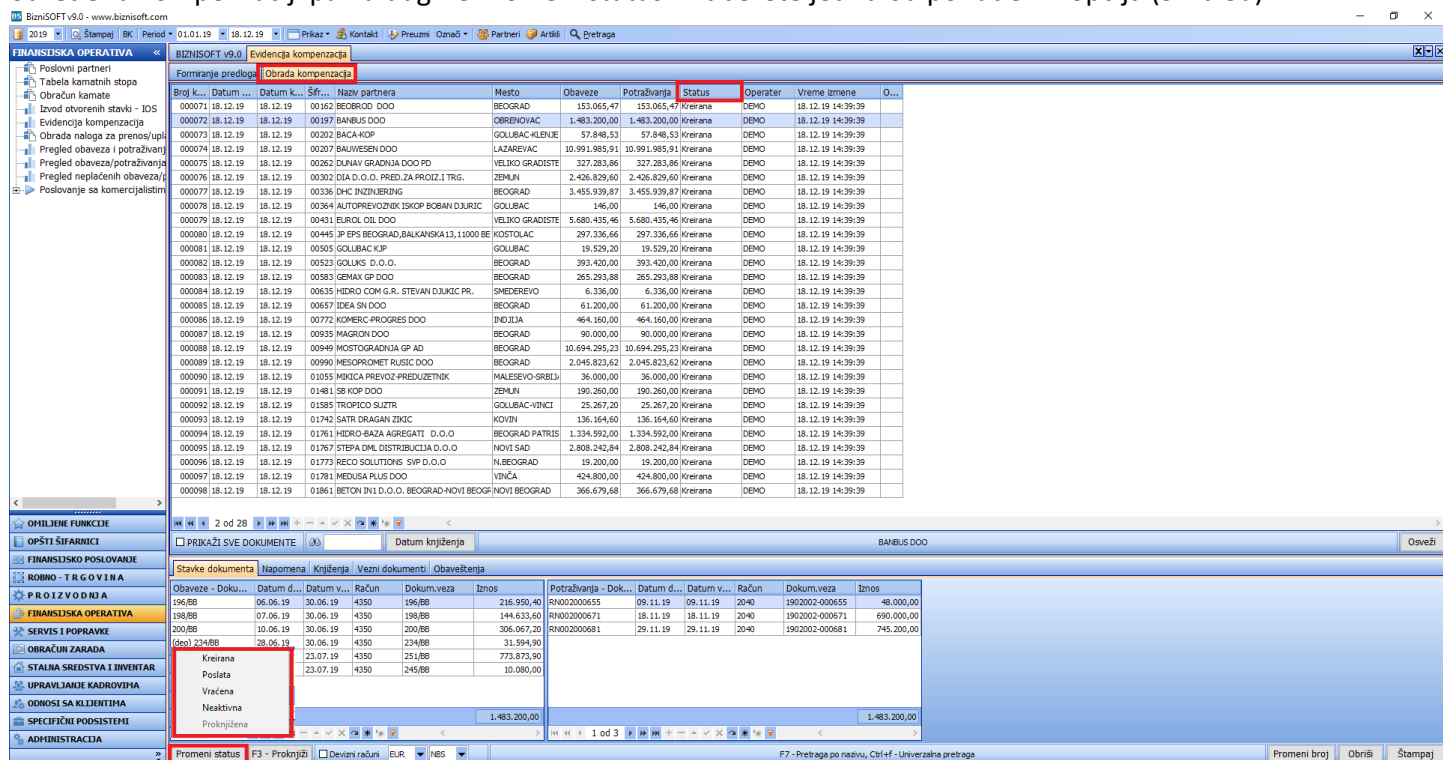 BizniSOFT v9.0 - www.biznisoft.com
2019 Štampaj BK Period 01.01.19 18.12.19 Prikaz Kontakt Preuzmi Označi Partneri Artikli Pretraga
FINANSIJSKA OPERATIVA «
Poslovni partneri
Tabela kamatnih stopa
Obračun kamate
Izvod otvorenih stavki - IOS
Evidencija kompenzacija
Obrada naloga za prenos/upl
Pregled obaveza i potraživanj
Pregled obaveza/potraživanja
Pregled neplaćenih obaveza/p
Poslovanje sa komercijalistim
OMILJENE FUNKCIJE
OPŠTI ŠIFARNICI
FINANSIJSKO POSLOVANJE
ROBNO - T R G O V I N A
P R O I Z V O D NJ A
FINANSIJSKA OPERATIVA
SERVIS I POPRAVKE
OBRAČUN ZARADA
STALNA SREDSTVA I INVENTAR
UPRAVLJANJE KADROVIMA
ODNOSI SA KLIJENTIMA
SPECIFIČNI PODSISTEMI
ADMINISTRACIJA
BIZNISOFT v9.0 Evidencija kompenzacija
Formiranje predloga Obrada kompenzacija
Broj k... Datum ... Datum k... Šifr... Naziv partnera Mesto Obaveze Potraživanja Status Operater Vreme izmene O...
000071 18.12.19 18.12.19 00162 BEOBROD DOO BEOGRAD 153.065,47 153.065,47 Kreirana DEMO 18.12.19 14:39:39
000072 18.12.19 18.12.19 00197 BANBUS DOO OBRENOVAC 1.483.200,00 1.483.200,00 Kreirana DEMO 18.12.19 14:39:39
000073 18.12.19 18.12.19 00202 BACA-KOP GOLUBAC-KLENJE 57.848,53 57.848,53 Kreirana DEMO 18.12.19 14:39:39
000074 18.12.19 18.12.19 00207 BAUWESEN DOO LAZAREVAC 10.991.985,91 10.991.985,91 Kreirana DEMO 18.12.19 14:39:39
000075 18.12.19 18.12.19 00262 DUNAV GRADNJA DOO PD VELIKO GRADISTE 327.283,86 327.283,86 Kreirana DEMO 18.12.19 14:39:39
000076 18.12.19 18.12.19 00302 DIA D.O.O. PRED.ZA PROIZ.I TRG. ZEMUN 2.426.829,60 2.426.829,60 Kreirana DEMO 18.12.19 14:39:39
000077 18.12.19 18.12.19 00336 DHC INZINJERING BEOGRAD 3.455.939,87 3.455.939,87 Kreirana DEMO 18.12.19 14:39:39
000078 18.12.19 18.12.19 00364 AUTOPREVOZNIK ISKOP BOBAN DJURIC GOLUBAC 146,00 146,00 Kreirana DEMO 18.12.19 14:39:39
000079 18.12.19 18.12.19 00431 EUROL OIL DOO VELIKO GRADISTE 5.680.435,46 5.680.435,46 Kreirana DEMO 18.12.19 14:39:39
000080 18.12.19 18.12.19 00445 JP EPS BEOGRAD,BALKANSKA13,11000 BE KOSTOLAC 297.336,66 297.336,66 Kreirana DEMO 18.12.19 14:39:39
000081 18.12.19 18.12.19 00505 GOLUBAC KJP GOLUBAC 19.529,20 19.529,20 Kreirana DEMO 18.12.19 14:39:39
000082 18.12.19 18.12.19 00523 GOLUKS D.O.O. BEOGRAD 393.420,00 393.420,00 Kreirana DEMO 18.12.19 14:39:39
000083 18.12.19 18.12.19 00583 GEMAX GP DOO BEOGRAD 265.293,88 265.293,88 Kreirana DEMO 18.12.19 14:39:39
000084 18.12.19 18.12.19 00635 HIDRO COM G.R. STEVAN DJUKIC PR. SMEDEREVO 6.336,00 6.336,00 Kreirana DEMO 18.12.19 14:39:39
000085 18.12.19 18.12.19 00657 IDEA SN DOO BEOGRAD 61.200,00 61.200,00 Kreirana DEMO 18.12.19 14:39:39
000086 18.12.19 18.12.19 00772 KOMERC-PROGRES DOO INDJIJA 464.160,00 464.160,00 Kreirana DEMO 18.12.19 14:39:39
000087 18.12.19 18.12.19 00935 MAGRON DOO BEOGRAD 90.000,00 90.000,00 Kreirana DEMO 18.12.19 14:39:39
000088 18.12.19 18.12.19 00949 MOSTOGRADNJA GP AD BEOGRAD 10.694.295,23 10.694.295,23 Kreirana DEMO 18.12.19 14:39:39
000089 18.12.19 18.12.19 00990 MESOPROMET RUSIC DOO BEOGRAD 2.045.823,62 2.045.823,62 Kreirana DEMO 18.12.19 14:39:39
000090 18.12.19 18.12.19 01055 MIKICA PREVOZ-PREDUZETNIK MALESEVO-SRBIJ 36.000,00 36.000,00 Kreirana DEMO 18.12.19 14:39:39
000091 18.12.19 18.12.19 01481 SB KOP DOO ZEMUN 190.260,00 190.260,00 Kreirana DEMO 18.12.19 14:39:39
000092 18.12.19 18.12.19 01585 TROPICO SUZTR GOLUBAC-VINCI 25.267,20 25.267,20 Kreirana DEMO 18.12.19 14:39:39
000093 18.12.19 18.12.19 01742 SATR DRAGAN ZIKIC KOVIN 136.164,60 136.164,60 Kreirana DEMO 18.12.19 14:39:39
000094 18.12.19 18.12.19 01761 HIDRO-BAZA AGREGATI D.O.O BEOGRAD PATRIS 1.334.592,00 1.334.592,00 Kreirana DEMO 18.12.19 14:39:39
000095 18.12.19 18.12.19 01767 STEPA DML DISTRIBUCIJA D.O.O NOVI SAD 2.808.242,84 2.808.242,84 Kreirana DEMO 18.12.19 14:39:39
000096 18.12.19 18.12.19 01773 RECO SOLUTIONS SVP D.O.O N.BEOGRAD 19.200,00 19.200,00 Kreirana DEMO 18.12.19 14:39:39
000097 18.12.19 18.12.19 01781 MEDUSA PLUS DOO VINČA 424.800,00 424.800,00 Kreirana DEMO 18.12.19 14:39:39
000098 18.12.19 18.12.19 01861 BETON IN1 D.O.O. BEOGRAD-NOVI BEOGR NOVI BEOGRAD 366.679,68 366.679,68 Kreirana DEMO 18.12.19 14:39:39
2 od 28
PRIKAŽI SVE DOKUMENTE Datum knjiženja BANBUS DOO Osveži
Stavke dokumenta Napomena Knjiženja Vezni dokumenti Obaveštenja
Obaveze - Doku... Datum d... Datum v... Račun Dokum.veza Iznos Potraživanja - Dok... Datum d... Datum v... Račun Dokum.veza Iznos
196/BB 06.06.19 30.06.19 4350 196/BB 216.950,40 RN002000655 09.11.19 09.11.19 2040 1902002-000655 48.000,00
198/BB 07.06.19 30.06.19 4350 198/BB 144.633,60 RN002000671 18.11.19 18.11.19 2040 1902002-000671 690.000,00
200/BB 10.06.19 30.06.19 4350 200/BB 306.067,20 RN002000681 29.11.19 29.11.19 2040 1902002-000681 745.200,00
(deo) 234/BB 28.06.19 30.06.19 4350 234/BB 31.594,90
23.07.19 4350 251/BB 773.873,90
23.07.19 4350 245/BB 10.080,00
Kreirana
Poslata
Vraćena
Neaktivna
Proknjižena
1.483.200,00 1.483.200,00
1 od 3
Promeni status F3 - Proknjiži Devizni računi EUR NBS F7 - Pretraga po nazivu, Ctrl+f - Univerzalna pretraga Promeni broj Obriši Štampaj